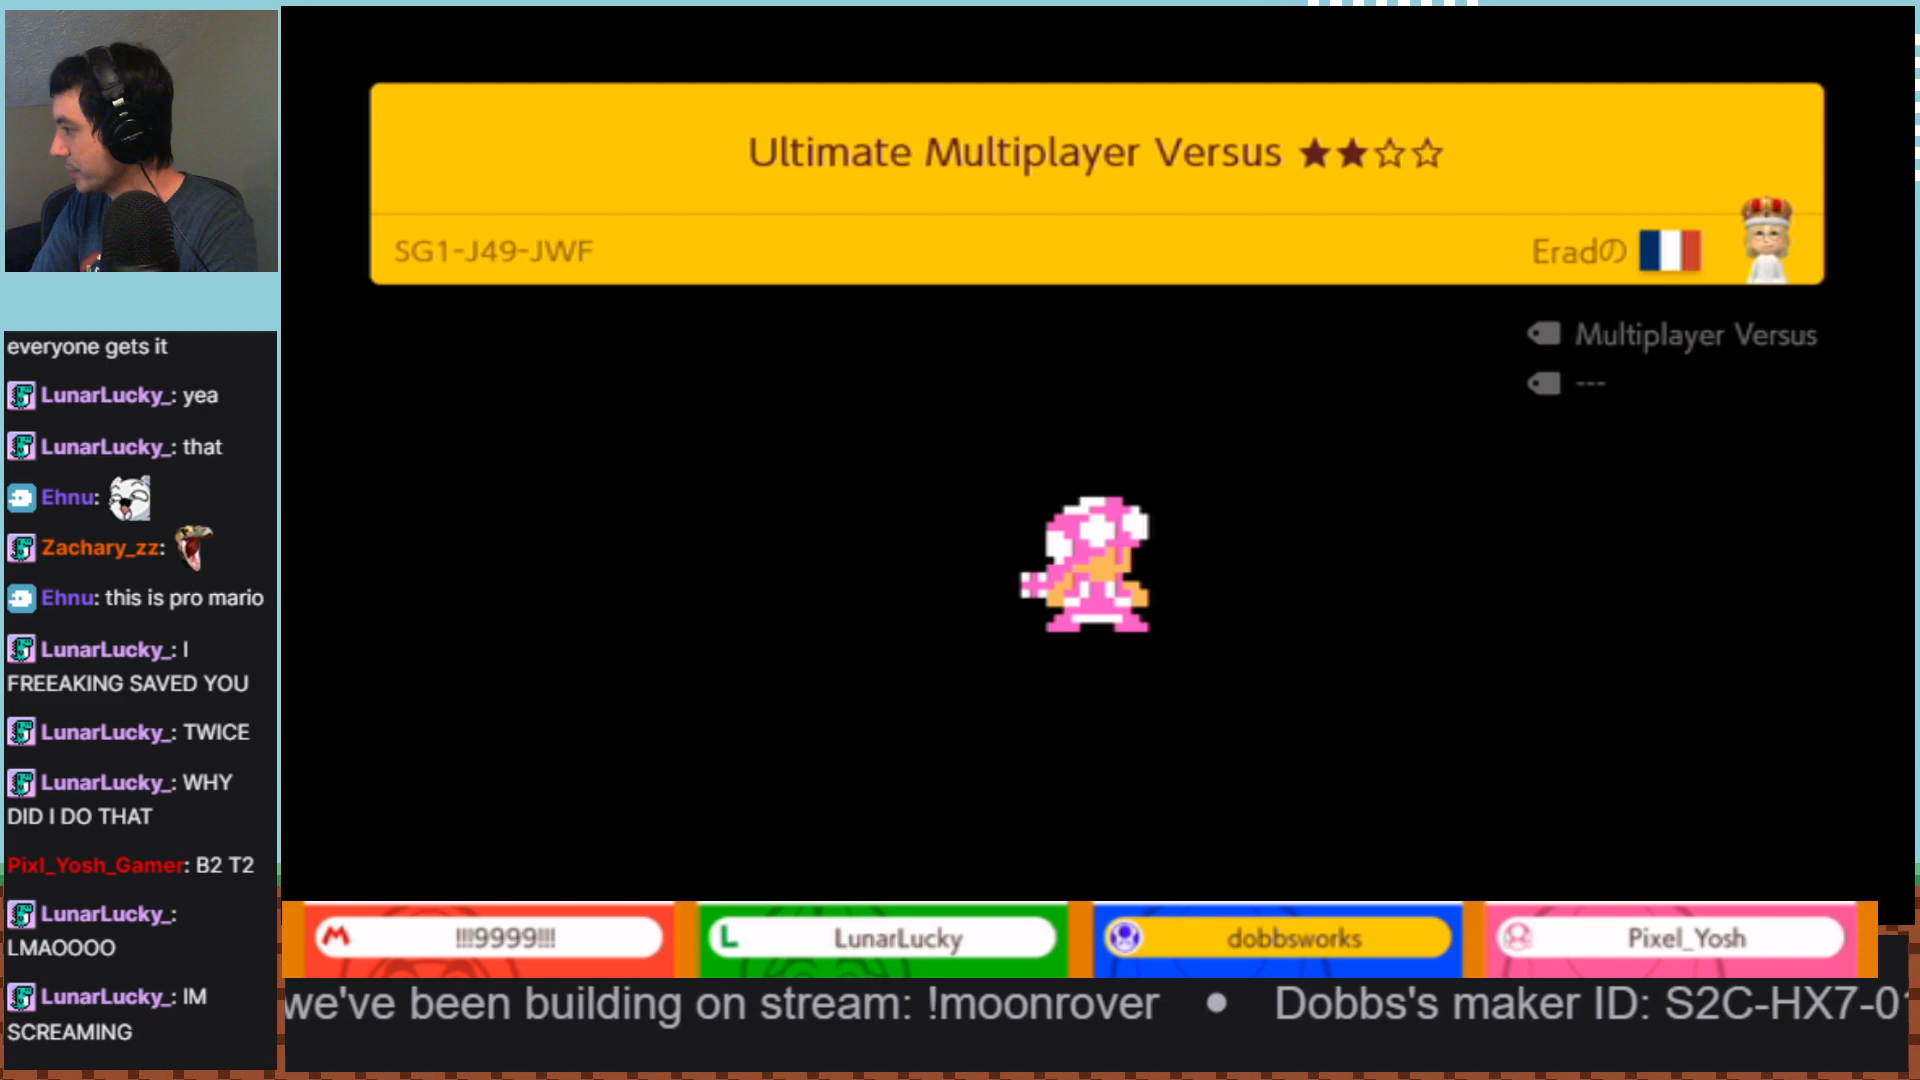 Ultimate Multiplayer Versus ★★☆☆
SG1-J49-JWF
Eradの
Multiplayer Versus
---
everyone gets it
LunarLucky_: yea
LunarLucky_: that
Ehnu:
Zachary_zz:
Ehnu: this is pro mario
LunarLucky_: I
FREEAKING SAVED YOU
LunarLucky_: TWICE
LunarLucky_: WHY
DID I DO THAT
Pixl_Yosh_Gamer: B2 T2
LunarLucky_:
LMAOOOO
LunarLucky_: IM
SCREAMING
M !!!9999!!!
L LunarLucky
dobbsworks
Pixel_Yosh
we've been building on stream: !moonrover • Dobbs's maker ID: S2C-HX7-0